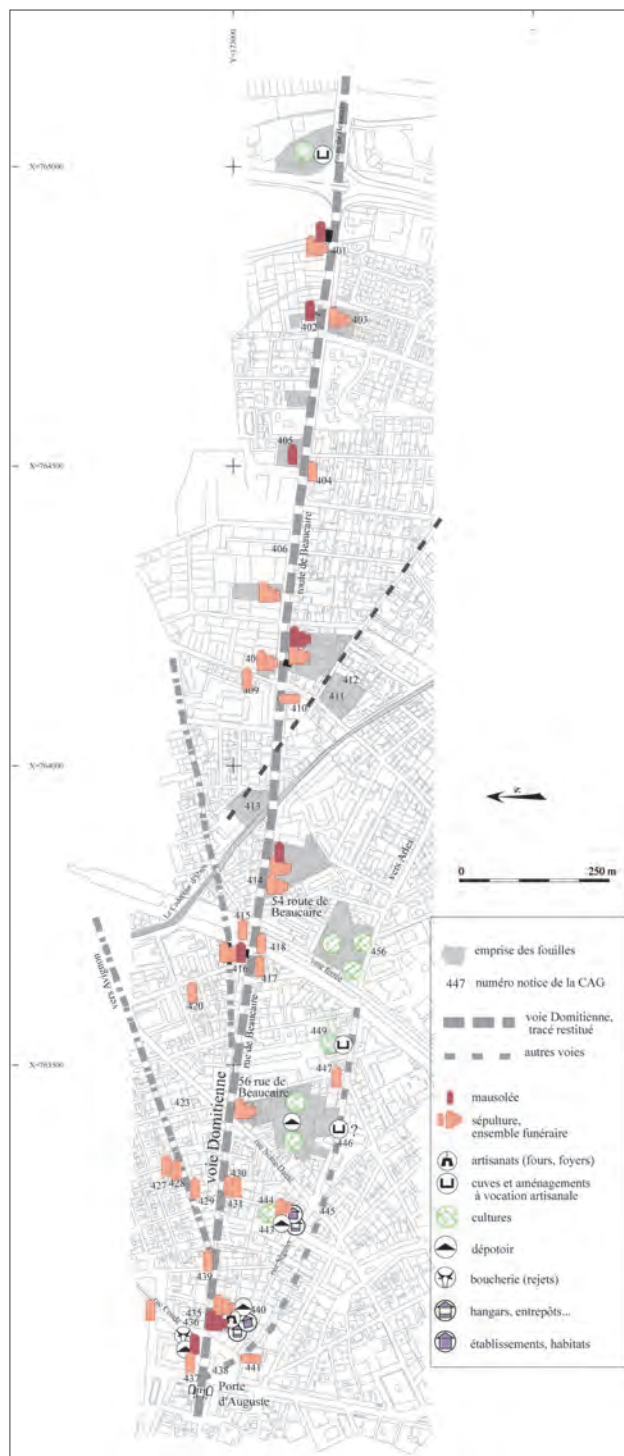 Y=123000
X=765000
401
402
403
405
X=764500
404
406
route de Beaucaire
412
411
409
410
X=764000
413
N
vers Arles
0 250 m
414
54 route de
Beaucaire
415
418
456
416
417
voie ferrée
vers Avignon
420
rue de Beaucaire
449
447
X=763500
56 rue de
Beaucaire
423
voie Domitienne
446
?
427
428
429
430
431
444
443
445
439
435
436
440
437
438
441
Porte
d'Auguste
emprise des fouilles
447 numéro notice de la CAG
voie Domitienne,
tracé restitué
autres voies
mausolée
sépulture,
ensemble funéraire
artisanats (fours, foyers)
cuves et aménagements
à vocation artisanale
cultures
dépotoir
boucherie (rejets)
hangars, entrepôts...
établissements, habitats